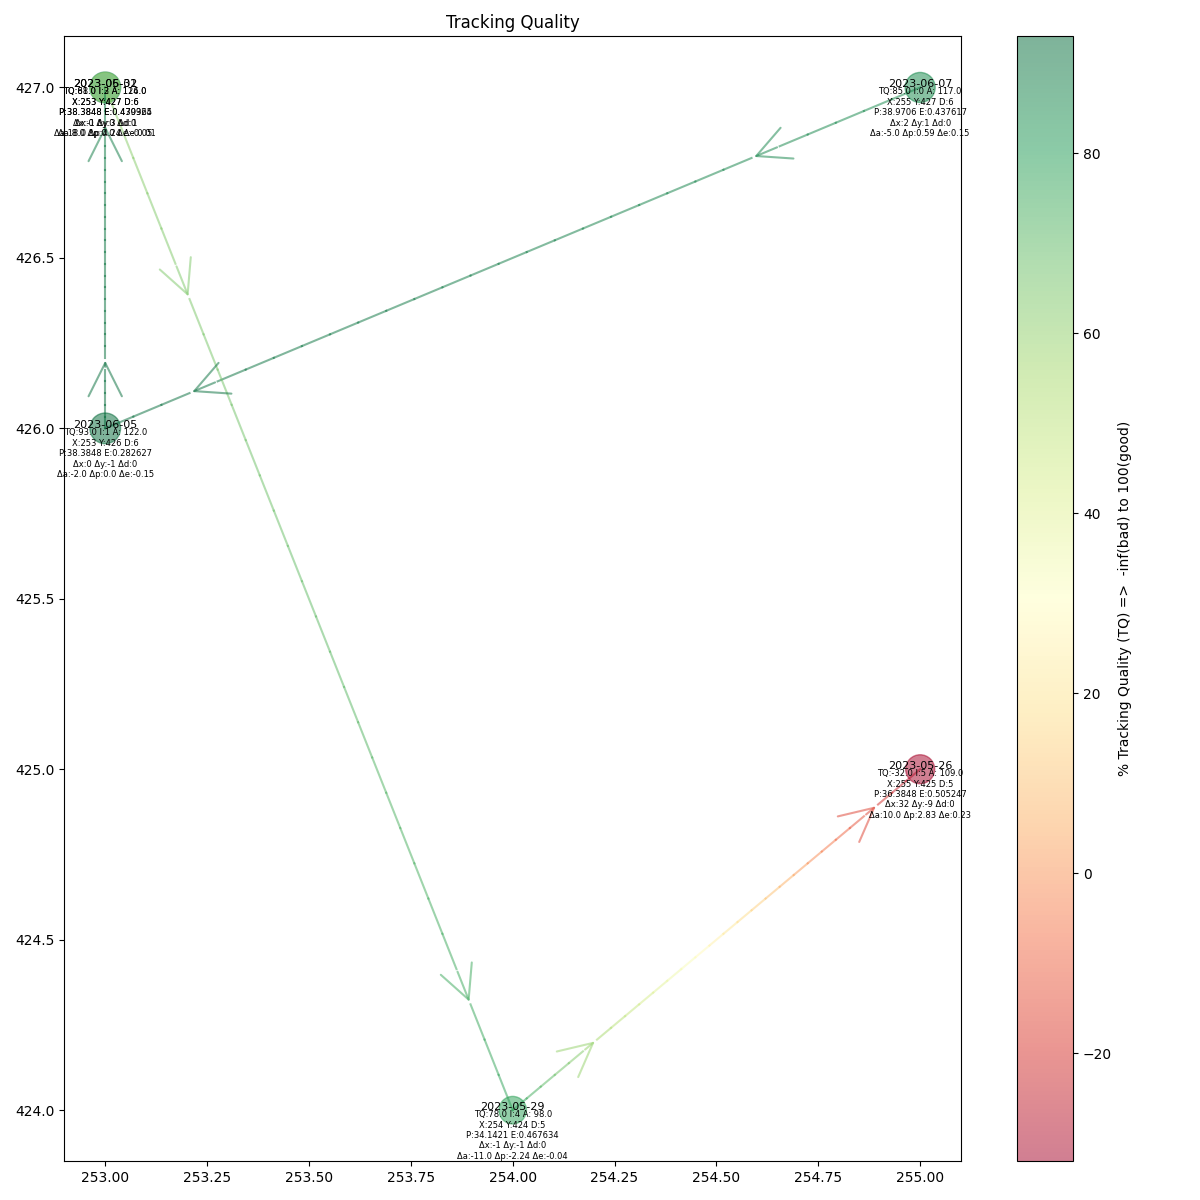 Tracking Quality
427.0
426.5
426.0
425.5
425.0
424.5
424.0
X:253 Y:427 D:6
2023-06-07
TQ:85.0 I:0 A: 117.0
X:255 Y:427 D:6
P:38.9706 E:0.437617
Δx:2 Δy:1 Δd:0
Δa:-5.0 Δp:0.59 Δe:0.15
2023-06-05
TQ:93.0 I:1 A: 122.0
X:253 Y:426 D:6
P:38.3848 E:0.282627
Δx:0 Δy:-1 Δd:0
Δa:-2.0 Δp:0.0 Δe:-0.15
2023-05-26
TQ:-32.0 I:5 A: 109.0
X:255 Y:425 D:5
P:36.3848 E:0.505247
Δx:32 Δy:-9 Δd:0
Δa:10.0 Δp:2.83 Δe:0.23
2023-05-29
TQ:78.0 I:4 A: 98.0
X:254 Y:424 D:5
P:34.1421 E:0.467634
Δx:-1 Δy:-1 Δd:0
Δa:-11.0 Δp:-2.24 Δe:-0.04
253.00 253.25 253.50 253.75 254.00 254.25 254.50 254.75 255.00
80
60
40
20
0
−20
% Tracking Quality (TQ) => -inf(bad) to 100(good)